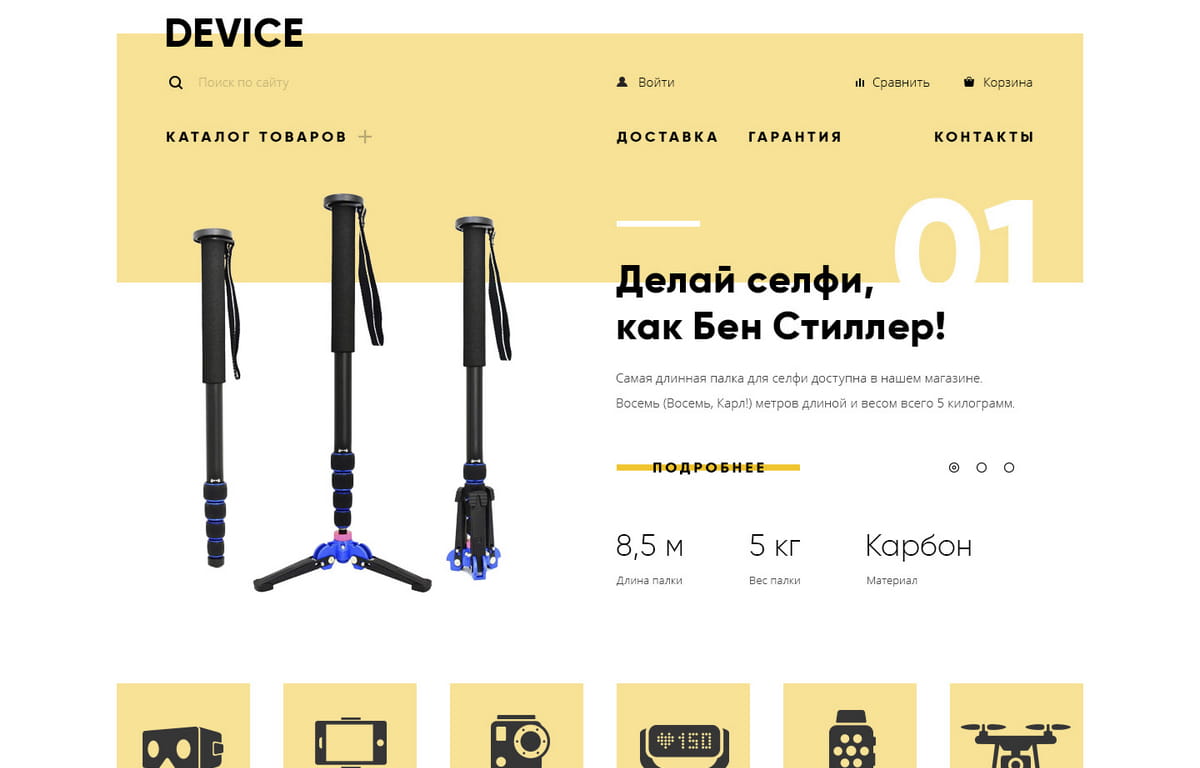 DEVICE
Поиск по сайту
Войти
Сравнить
Корзина
КАТАЛОГ ТОВАРОВ
ДОСТАВКА
ГАРАНТИЯ
КОНТАКТЫ
01
Делай селфи,
как Бен Стиллер!
Самая длинная палка для селфи доступна в нашем магазине.
Восемь (Восемь, Карл!) метров длиной и весом всего 5 килограмм.
ПОДРОБНЕЕ
8,5 м
5 кг
Карбон
Длина палки
Вес палки
Материал
150